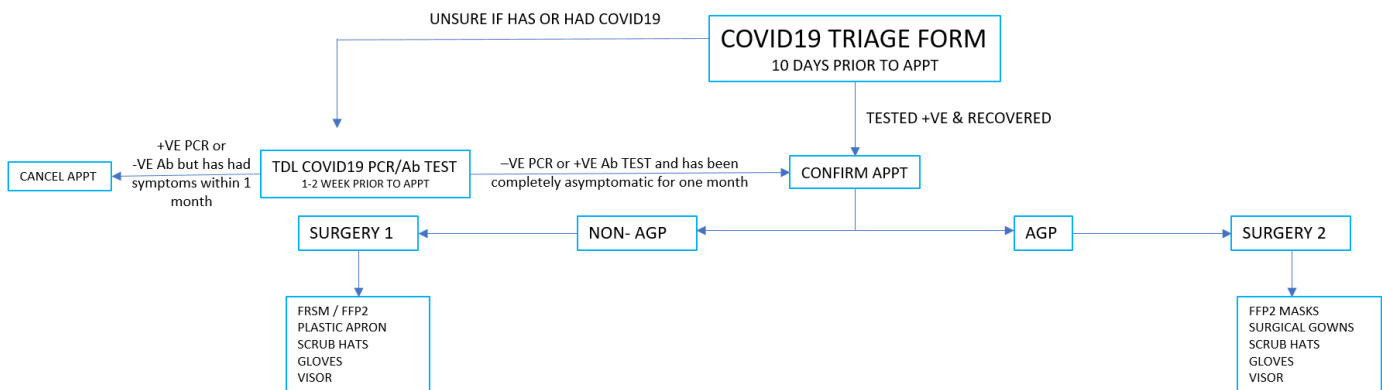 UNSURE IF HAS OR HAD COVID19
COVID19 TRIAGE FORM
10 DAYS PRIOR TO APPT
TESTED +VE & RECOVERED
+VE PCR or
-VE Ab but has had
symptoms within 1
month
CANCEL APPT
TDL COVID19 PCR/Ab TEST
1-2 WEEK PRIOR TO APPT
–VE PCR or +VE Ab TEST and has been
completely asymptomatic for one month
CONFIRM APPT
SURGERY 1
NON- AGP
AGP
SURGERY 2
FRSM / FFP2
PLASTIC APRON
SCRUB HATS
GLOVES
VISOR
FFP2 MASKS
SURGICAL GOWNS
SCRUB HATS
GLOVES
VISOR